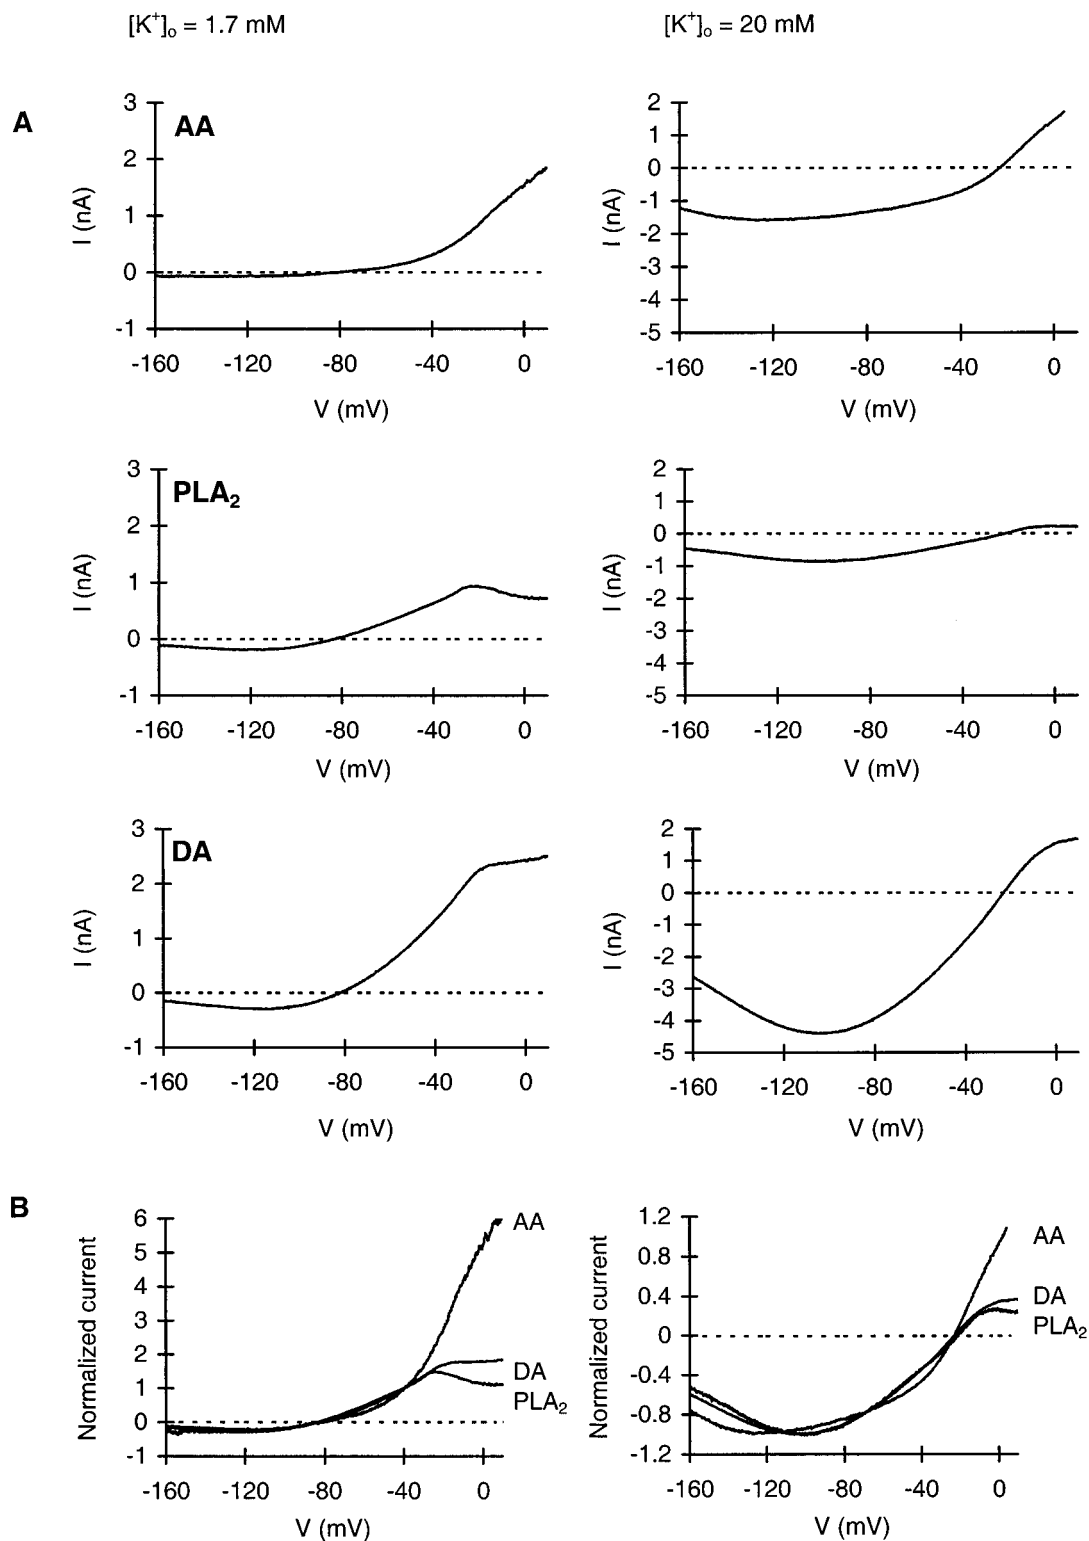 [K⁺]ₒ = 1.7 mM
[K⁺]ₒ = 20 mM
A
AA
I (nA)
3
2
1
0
-1
-160 -120 -80 -40 0
V (mV)
I (nA)
2
1
0
-1
-2
-3
-4
-5
-160 -120 -80 -40 0
V (mV)
PLA₂
I (nA)
3
2
1
0
-1
-160 -120 -80 -40 0
V (mV)
I (nA)
2
1
0
-1
-2
-3
-4
-5
-160 -120 -80 -40 0
V (mV)
DA
I (nA)
3
2
1
0
-1
-160 -120 -80 -40 0
V (mV)
I (nA)
2
1
0
-1
-2
-3
-4
-5
-160 -120 -80 -40 0
V (mV)
B
Normalized current
6
5
4
3
2
1
0
-1
AA
DA
PLA₂
-160 -120 -80 -40 0
V (mV)
Normalized current
1.2
0.8
0.4
0
-0.4
-0.8
-1.2
AA
DA
PLA₂
-160 -120 -80 -40 0
V (mV)